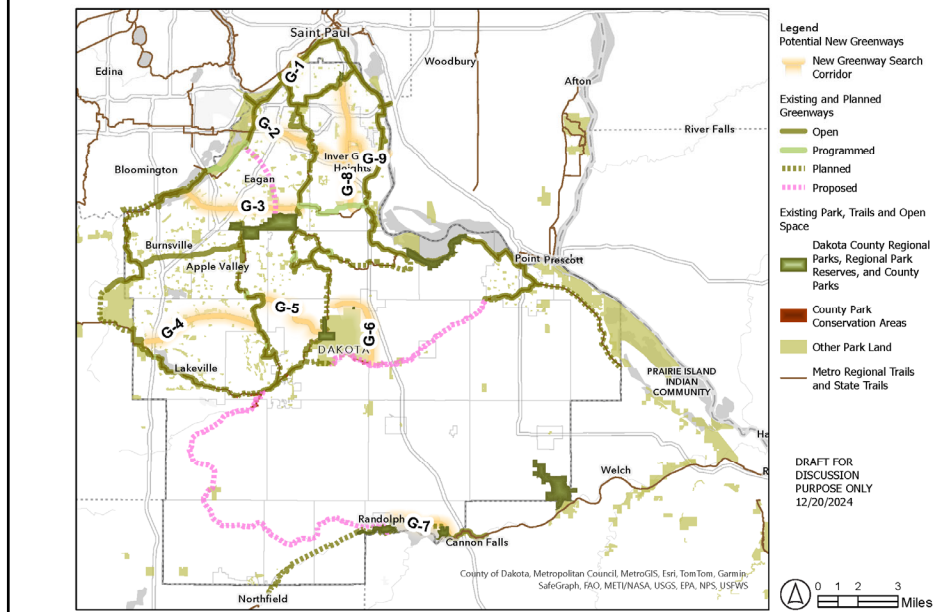 Saint Paul
Edina
Woodbury
Afton
G-1
River Falls
G-2
Inver G
Heights
G-9
Bloomington
Eagan
G-8
G-3
Burnsville
Apple Valley
Point Prescott
G-5
G-4
G-6
DAKOTA
Lakeville
PRAIRIE ISLAND
INDIAN
COMMUNITY
Ha
Welch
R
Randolph
G-7
Cannon Falls
Northfield
County of Dakota, Metropolitan Council, MetroGIS, Esri, TomTom, Garmin,
SafeGraph, FAO, METI/NASA, USGS, EPA, NPS, USFWS
Legend
Potential New Greenways
New Greenway Search
Corridor
Existing and Planned
Greenways
Open
Programmed
Planned
Proposed
Existing Park, Trails and Open
Space
Dakota County Regional
Parks, Regional Park
Reserves, and County
Parks
County Park
Conservation Areas
Other Park Land
Metro Regional Trails
and State Trails
DRAFT FOR
DISCUSSION
PURPOSE ONLY
12/20/2024
0 1 2 3
Miles